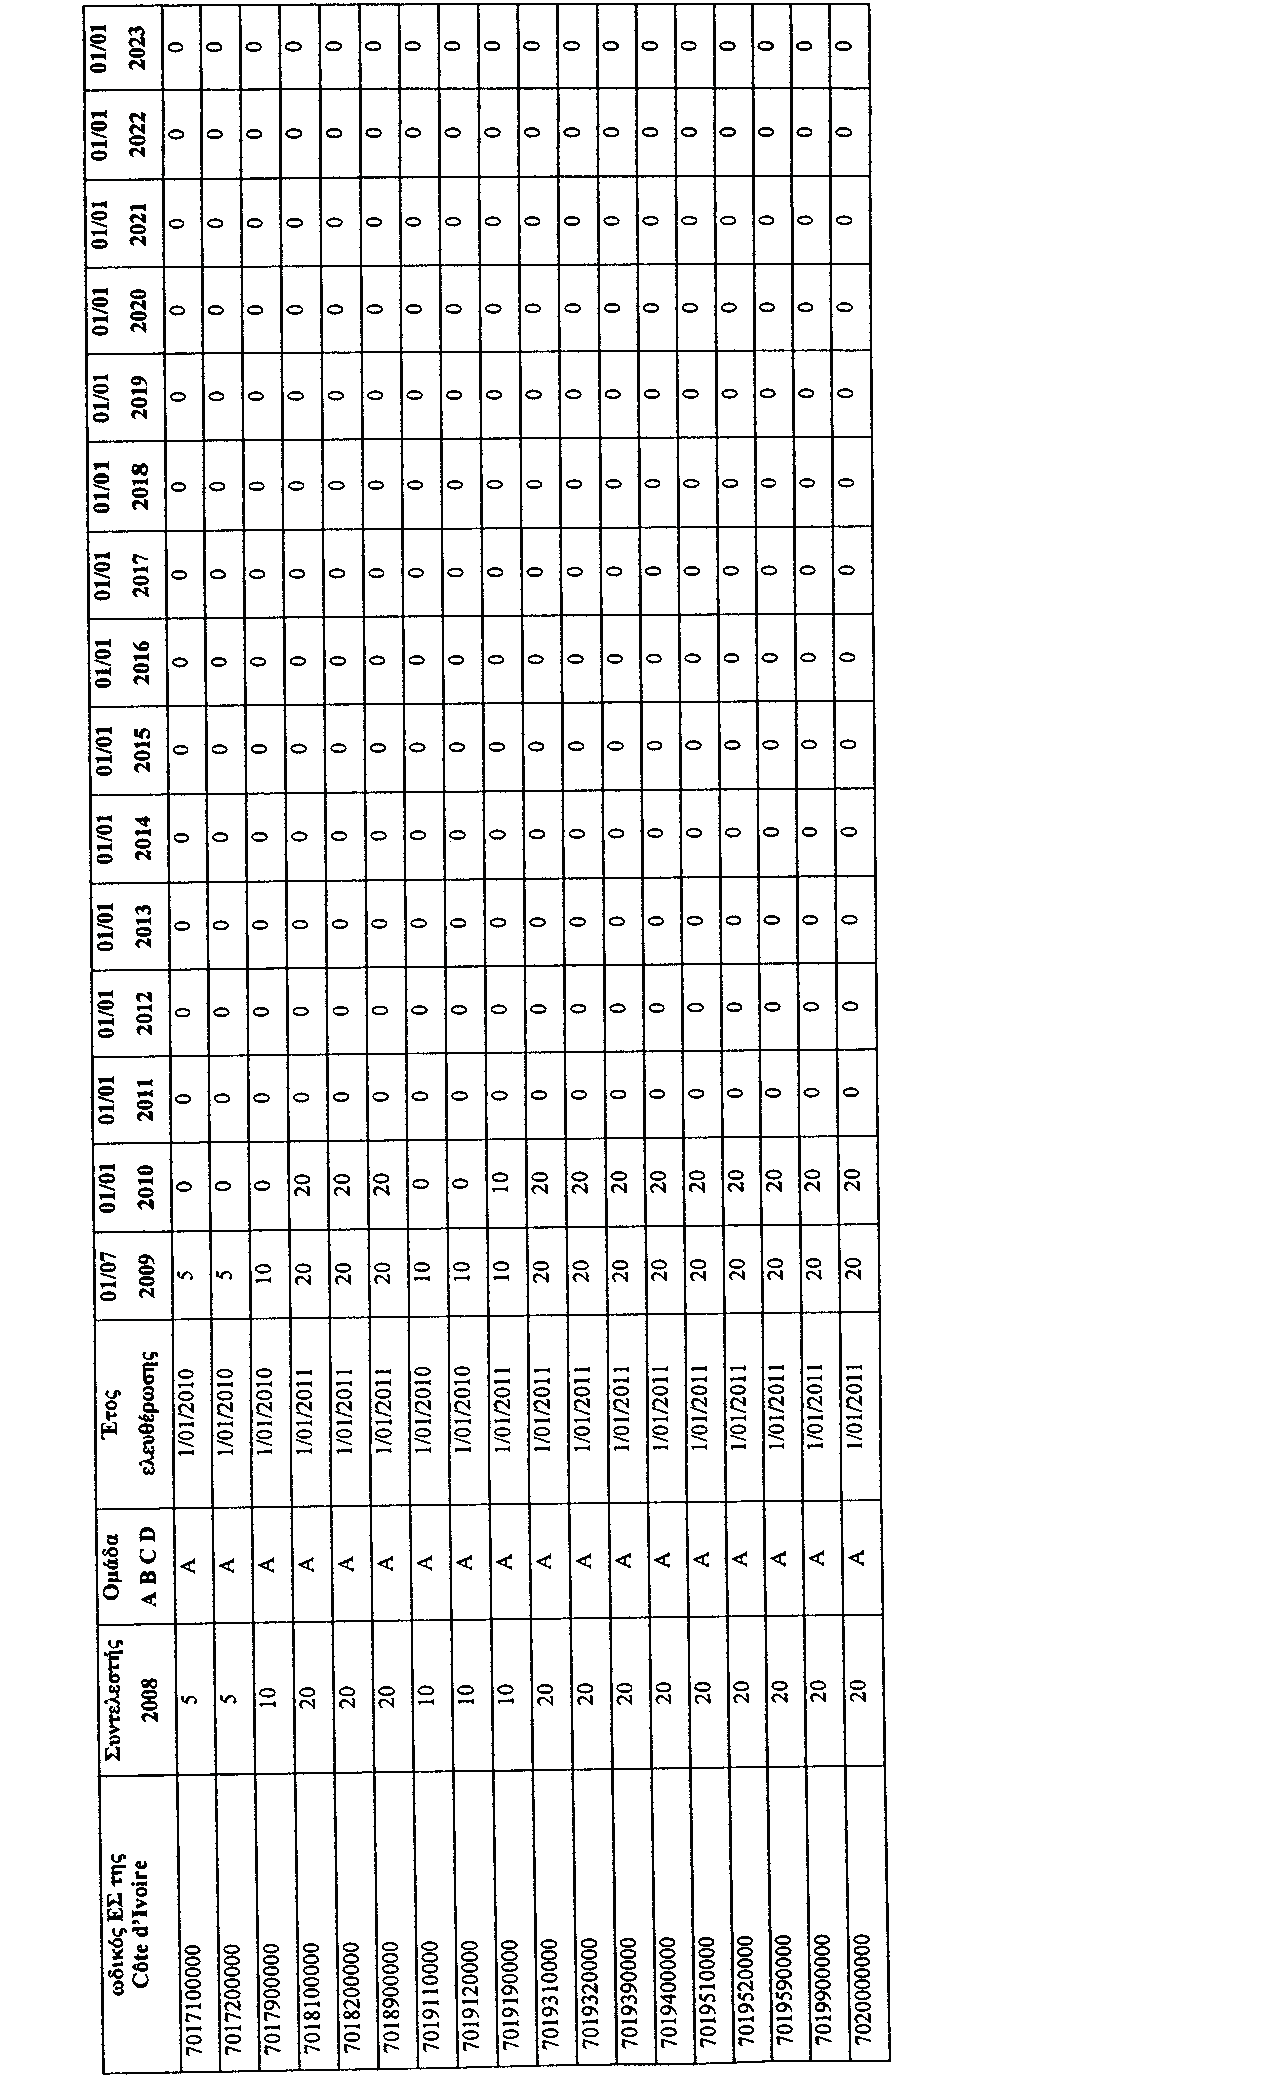 ωδικός ΕΣ της Côte d'Ivoire Συντελεστής 2008 Ομάδα A B C D Έτος ελευθέρωσης 01/07 2009 01/01 2010 01/01 2011 01/01 2012 01/01 2013 01/01 2014 01/01 2015 01/01 2016 01/01 2017 01/01 2018 01/01 2019 01/01 2020 01/01 2021 01/01 2022 01/01 2023
7017100000 5 A 1/01/2010 5 0 0 0 0 0 0 0 0 0 0 0 0 0 0
7017200000 5 A 1/01/2010 5 0 0 0 0 0 0 0 0 0 0 0 0 0 0
7017900000 10 A 1/01/2010 10 0 0 0 0 0 0 0 0 0 0 0 0 0 0
7018100000 20 A 1/01/2011 20 20 0 0 0 0 0 0 0 0 0 0 0 0 0
7018200000 20 A 1/01/2011 20 20 0 0 0 0 0 0 0 0 0 0 0 0 0
7018900000 20 A 1/01/2011 20 20 0 0 0 0 0 0 0 0 0 0 0 0 0
7019110000 10 A 1/01/2010 10 0 0 0 0 0 0 0 0 0 0 0 0 0 0
7019120000 10 A 1/01/2010 10 0 0 0 0 0 0 0 0 0 0 0 0 0 0
7019190000 10 A 1/01/2011 10 10 0 0 0 0 0 0 0 0 0 0 0 0 0
7019310000 20 A 1/01/2011 20 20 0 0 0 0 0 0 0 0 0 0 0 0 0
7019320000 20 A 1/01/2011 20 20 0 0 0 0 0 0 0 0 0 0 0 0 0
7019390000 20 A 1/01/2011 20 20 0 0 0 0 0 0 0 0 0 0 0 0 0
7019400000 20 A 1/01/2011 20 20 0 0 0 0 0 0 0 0 0 0 0 0 0
7019510000 20 A 1/01/2011 20 20 0 0 0 0 0 0 0 0 0 0 0 0 0
7019520000 20 A 1/01/2011 20 20 0 0 0 0 0 0 0 0 0 0 0 0 0
7019590000 20 A 1/01/2011 20 20 0 0 0 0 0 0 0 0 0 0 0 0 0
7019900000 20 A 1/01/2011 20 20 0 0 0 0 0 0 0 0 0 0 0 0 0
7020000000 20 A 1/01/2011 20 20 0 0 0 0 0 0 0 0 0 0 0 0 0